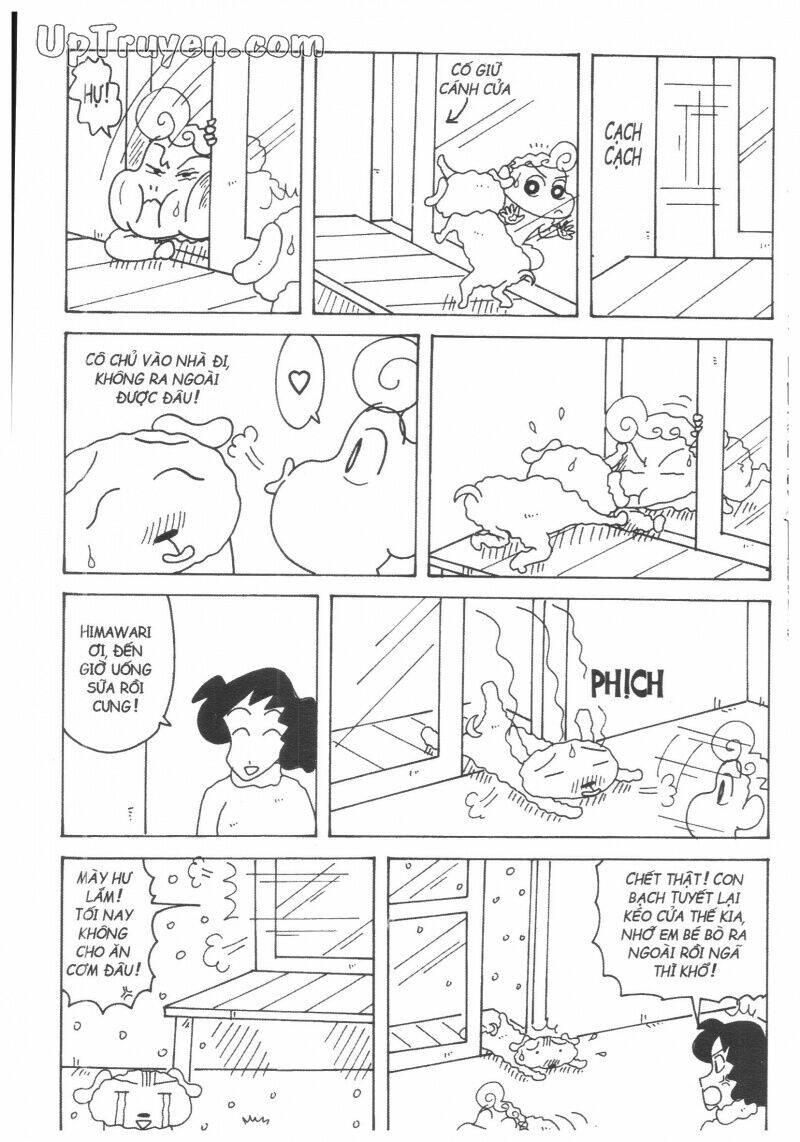 UpTruyen.com
HỰ!
CỐ GIỮ
CÁNH CỬA
CẠCH
CẠCH
CÔ CHỦ VÀO NHÀ ĐI,
KHÔNG RA NGOÀI
ĐƯỢC ĐÂU!
HIMAWARI
ƠI, ĐẾN
GIỜ UỐNG
SỮA RỒI
CƯNG!
PHỊCH
MÀY HƯ
LẮM!
TỐI NAY
KHÔNG
CHO ĂN
CƠM ĐÂU!
CHẾT THẬT! CON
BẠCH TUYẾT LẠI
KÉO CỬA THẾ KIA,
NHỚ EM BÉ BÒ RA
NGOÀI RỒI NGÃ
THÌ KHỔ!